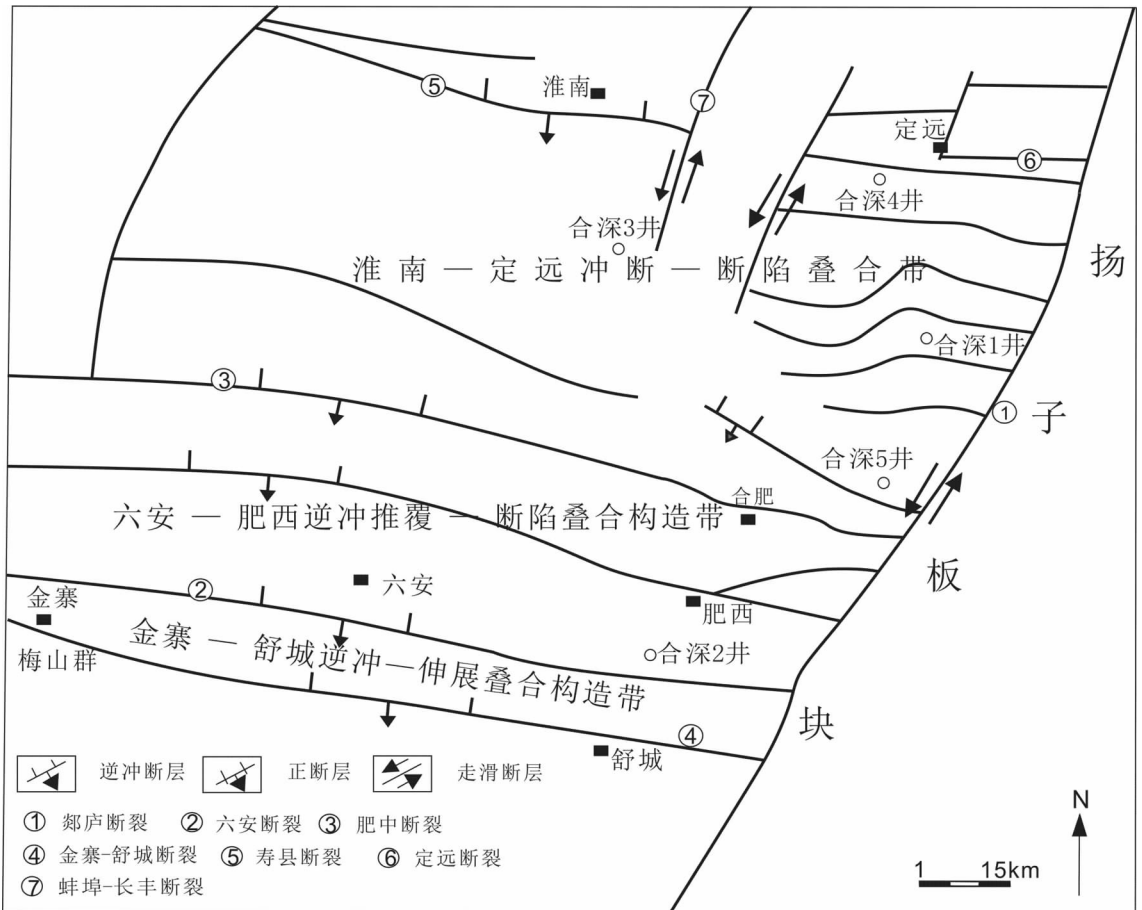 ⑤
淮南
⑦
定远
⑥
合深4井
合深3井
淮南—定远冲断—断陷叠合带
扬
合深1井
③
①
子
合深5井
合肥
六安—肥西逆冲推覆—断陷叠合构造带
板
②
六安
金寨
肥西
梅山群
金寨—舒城逆冲—伸展叠合构造带
合深2井
块
④
舒城
逆冲断层
正断层
走滑断层
N
① 郯庐断裂 ② 六安断裂 ③ 肥中断裂
④ 金寨-舒城断裂 ⑤ 寿县断裂 ⑥ 定远断裂
⑦ 蚌埠-长丰断裂
1 15km